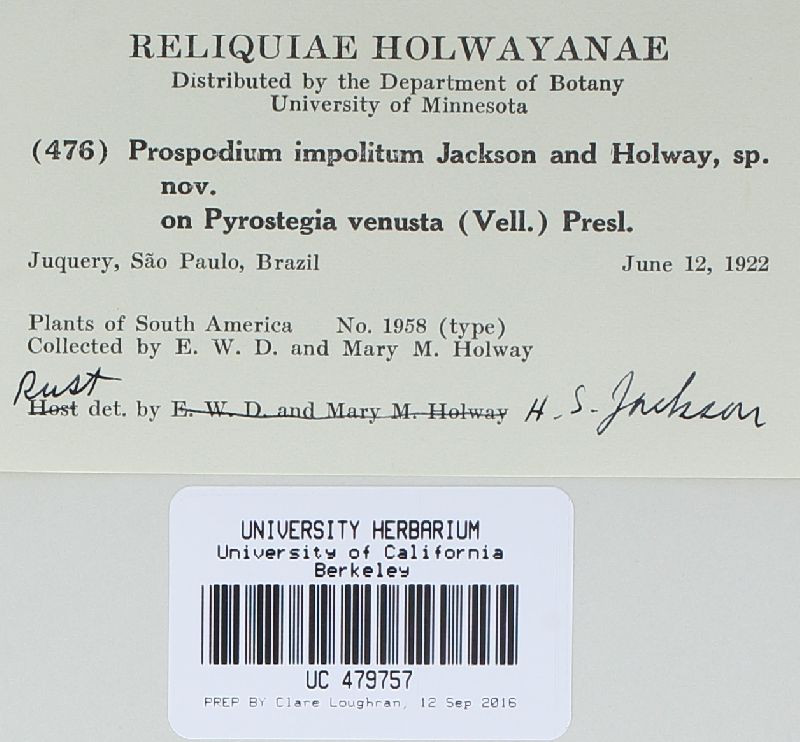 RELIQUIAE HOLWAYANAE
Distributed by the Department of Botany
University of Minnesota
(476) Prospodium impolitum Jackson and Holway, sp.
nov.
on Pyrostegia venusta (Vell.) Presl.
Juquery, São Paulo, Brazil June 12, 1922
Plants of South America No. 1958 (type)
Collected by E. W. D. and Mary M. Holway
Rust
Host det. by E. W. D. and Mary M. Holway H. S. Jackson
UNIVERSITY HERBARIUM
University of California
Berkeley
UC 479757
PREP BY Clare Loughran, 12 Sep 2016